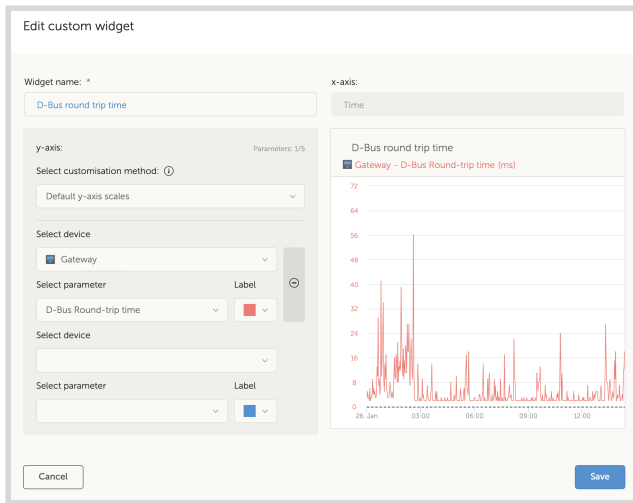 Edit custom widget
Widget name: *
D-Bus round trip time
x-axis:
Time
y-axis:
Parameters: 1/5
Select customisation method:
Default y-axis scales
Select device
Gateway
Select parameter
Label
D-Bus Round-trip time
Select device
Select parameter
Label
D-Bus round trip time
Gateway - D-Bus Round-trip time (ms)
72
64
56
48
40
32
24
16
8
0
26. Jan
03:00
06:00
09:00
12:00
Cancel
Save